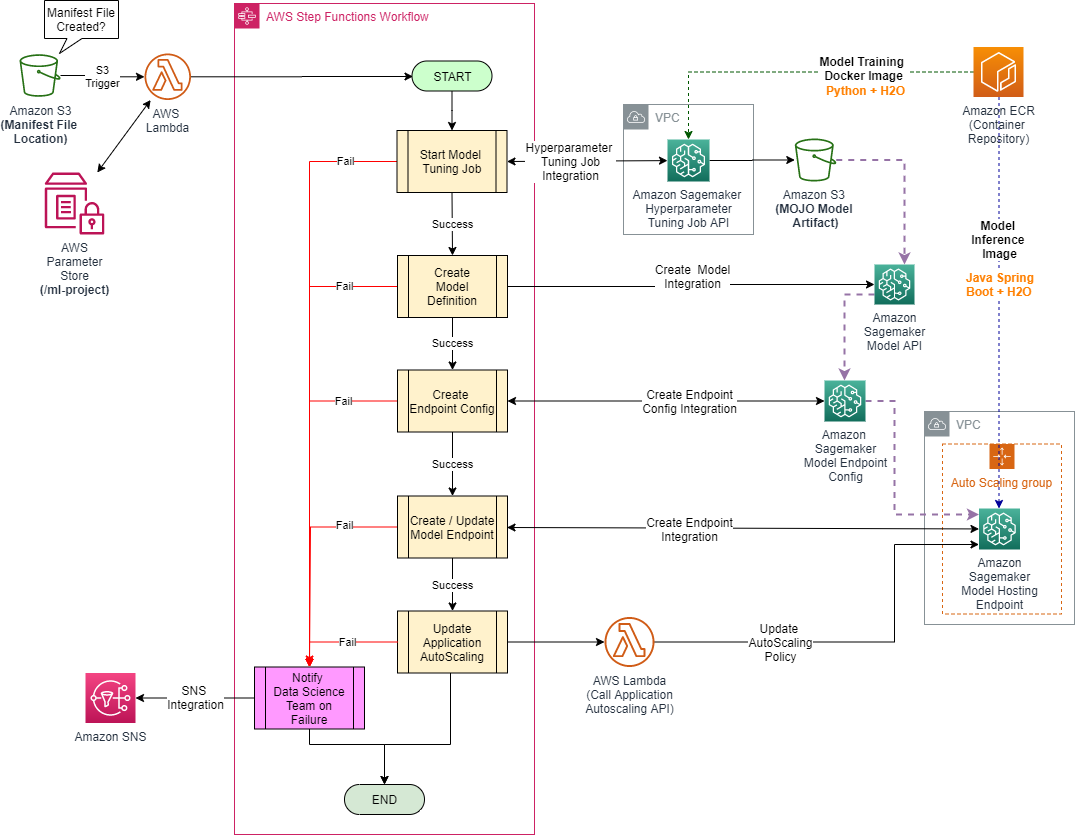 Manifest File
Created?
AWS Step Functions Workflow
S3
Trigger
Amazon S3
(Manifest File
Location)
AWS
Lambda
AWS
Parameter
Store
(/ml-project)
START
Start Model
Tuning Job
Fail
Success
Create
Model
Definition
Fail
Success
Create
Endpoint Config
Fail
Success
Create / Update
Model Endpoint
Fail
Success
Update
Application
AutoScaling
Fail
Notify
Data Science
Team on
Failure
SNS
Integration
Amazon SNS
END
Hyperparameter
Tuning Job
Integration
VPC
Amazon Sagemaker
Hyperparameter
Tuning Job API
Model Training
Docker Image
Python + H2O
Amazon ECR
(Container
Repository)
Amazon S3
(MOJO Model
Artifact)
Model
Inference
Image
Java Spring
Boot + H2O
Create Model
Integration
Amazon
Sagemaker
Model API
Create Endpoint
Config Integration
Amazon
Sagemaker
Model Endpoint
Config
VPC
Auto Scaling group
Create Endpoint
Integration
Amazon
Sagemaker
Model Hosting
Endpoint
AWS Lambda
(Call Application
Autoscaling API)
Update
AutoScaling
Policy